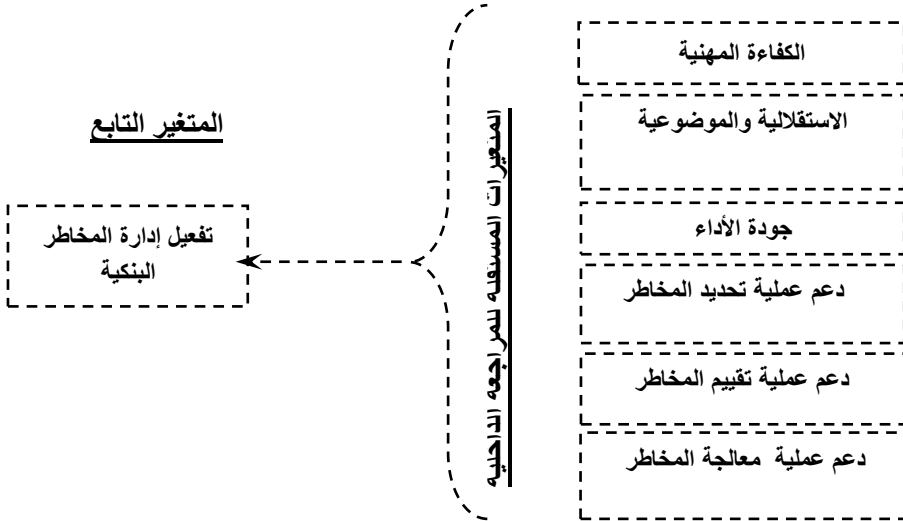 الكفاءة المهنية
الاستقلالية والموضوعية
جودة الأداء
دعم عملية تحديد المخاطر
دعم عملية تقييم المخاطر
دعم عملية معالجة المخاطر
المتغيرات المستقلة للمراجعة الداخلية
المتغير التابع
تفعيل إدارة المخاطر
البنكية